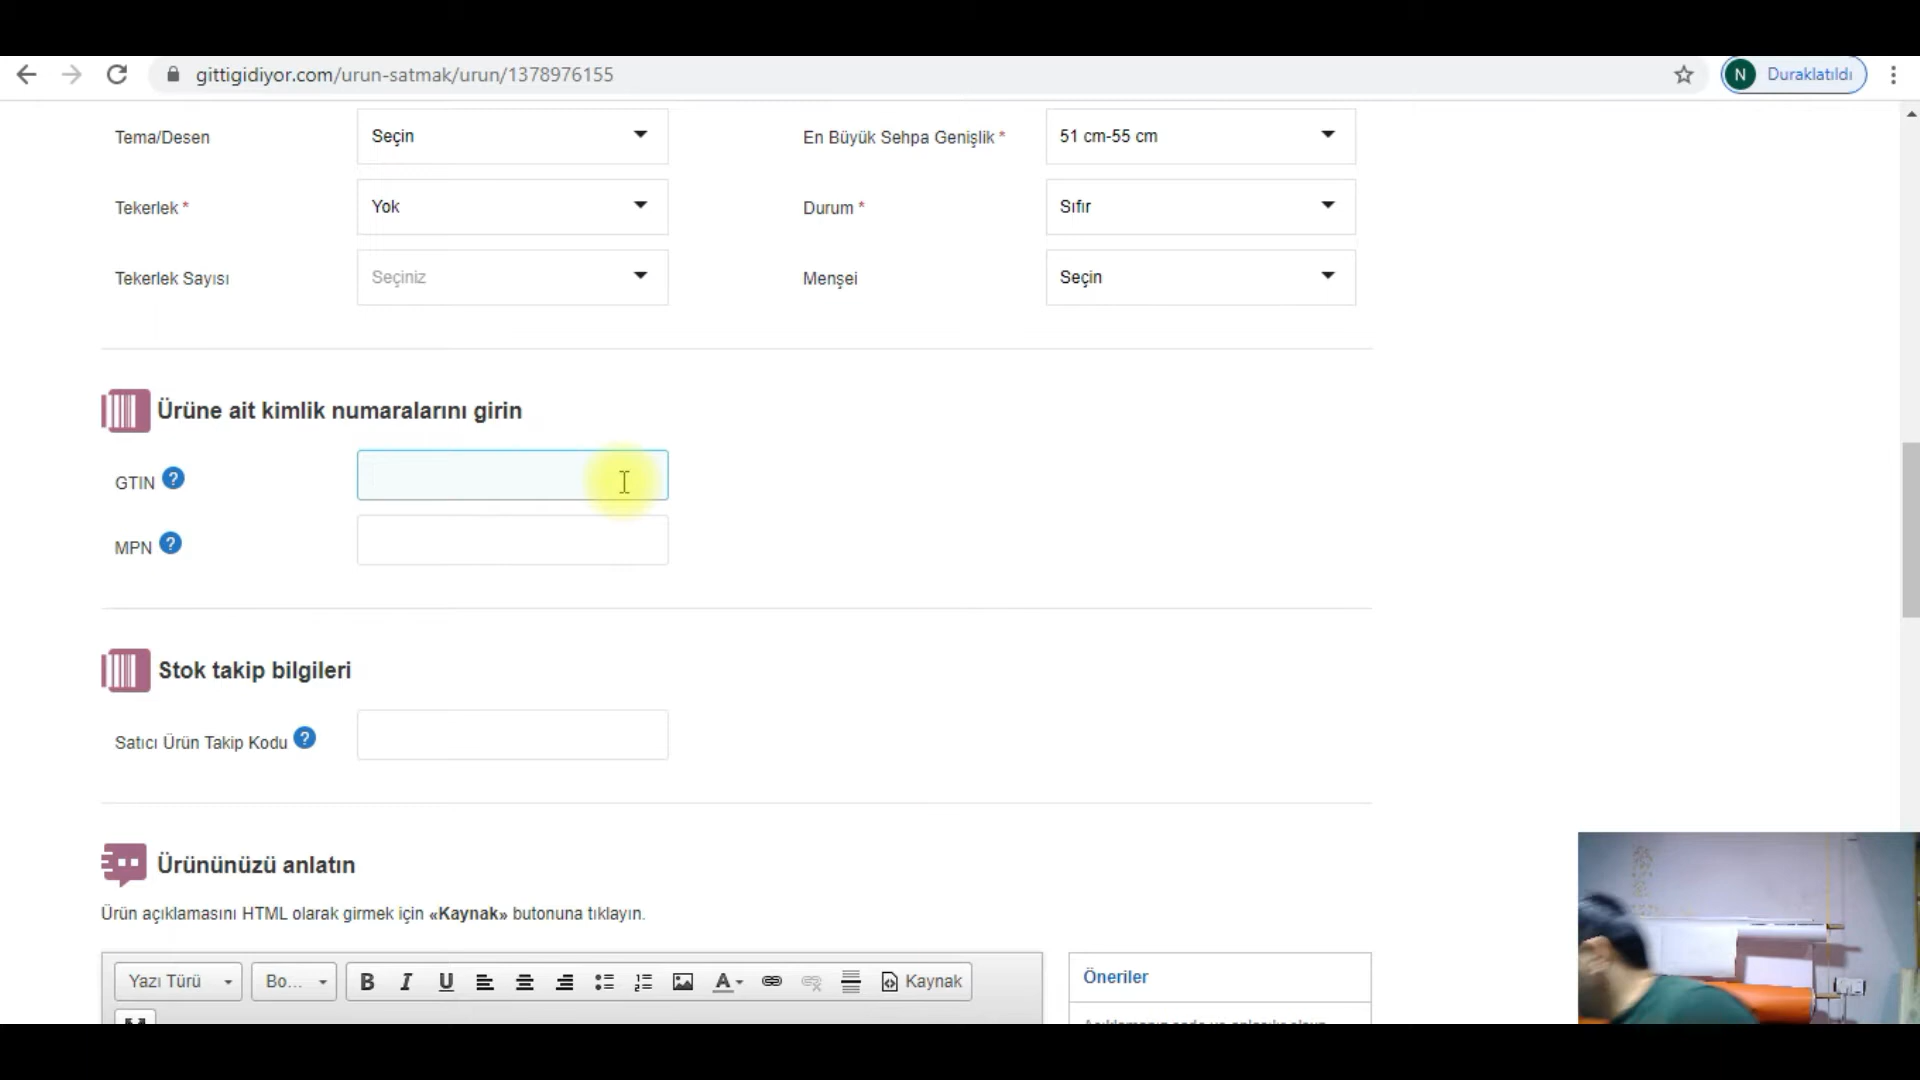 gittigidiyor.com/urun-satmak/urun/1378976155
N Duraklatıldı
Tema/Desen Seçin En Büyük Sehpa Genişlik * 51 cm-55 cm
Tekerlek * Yok Durum * Sıfır
Tekerlek Sayısı Seçiniz Menşei Seçin
Ürüne ait kimlik numaralarını girin
GTIN ?
MPN ?
Stok takip bilgileri
Satıcı Ürün Takip Kodu ?
Ürününüzü anlatın
Ürün açıklamasını HTML olarak girmek için «Kaynak» butonuna tıklayın.
Yazı Türü Bo... B I U A Kaynak
Öneriler